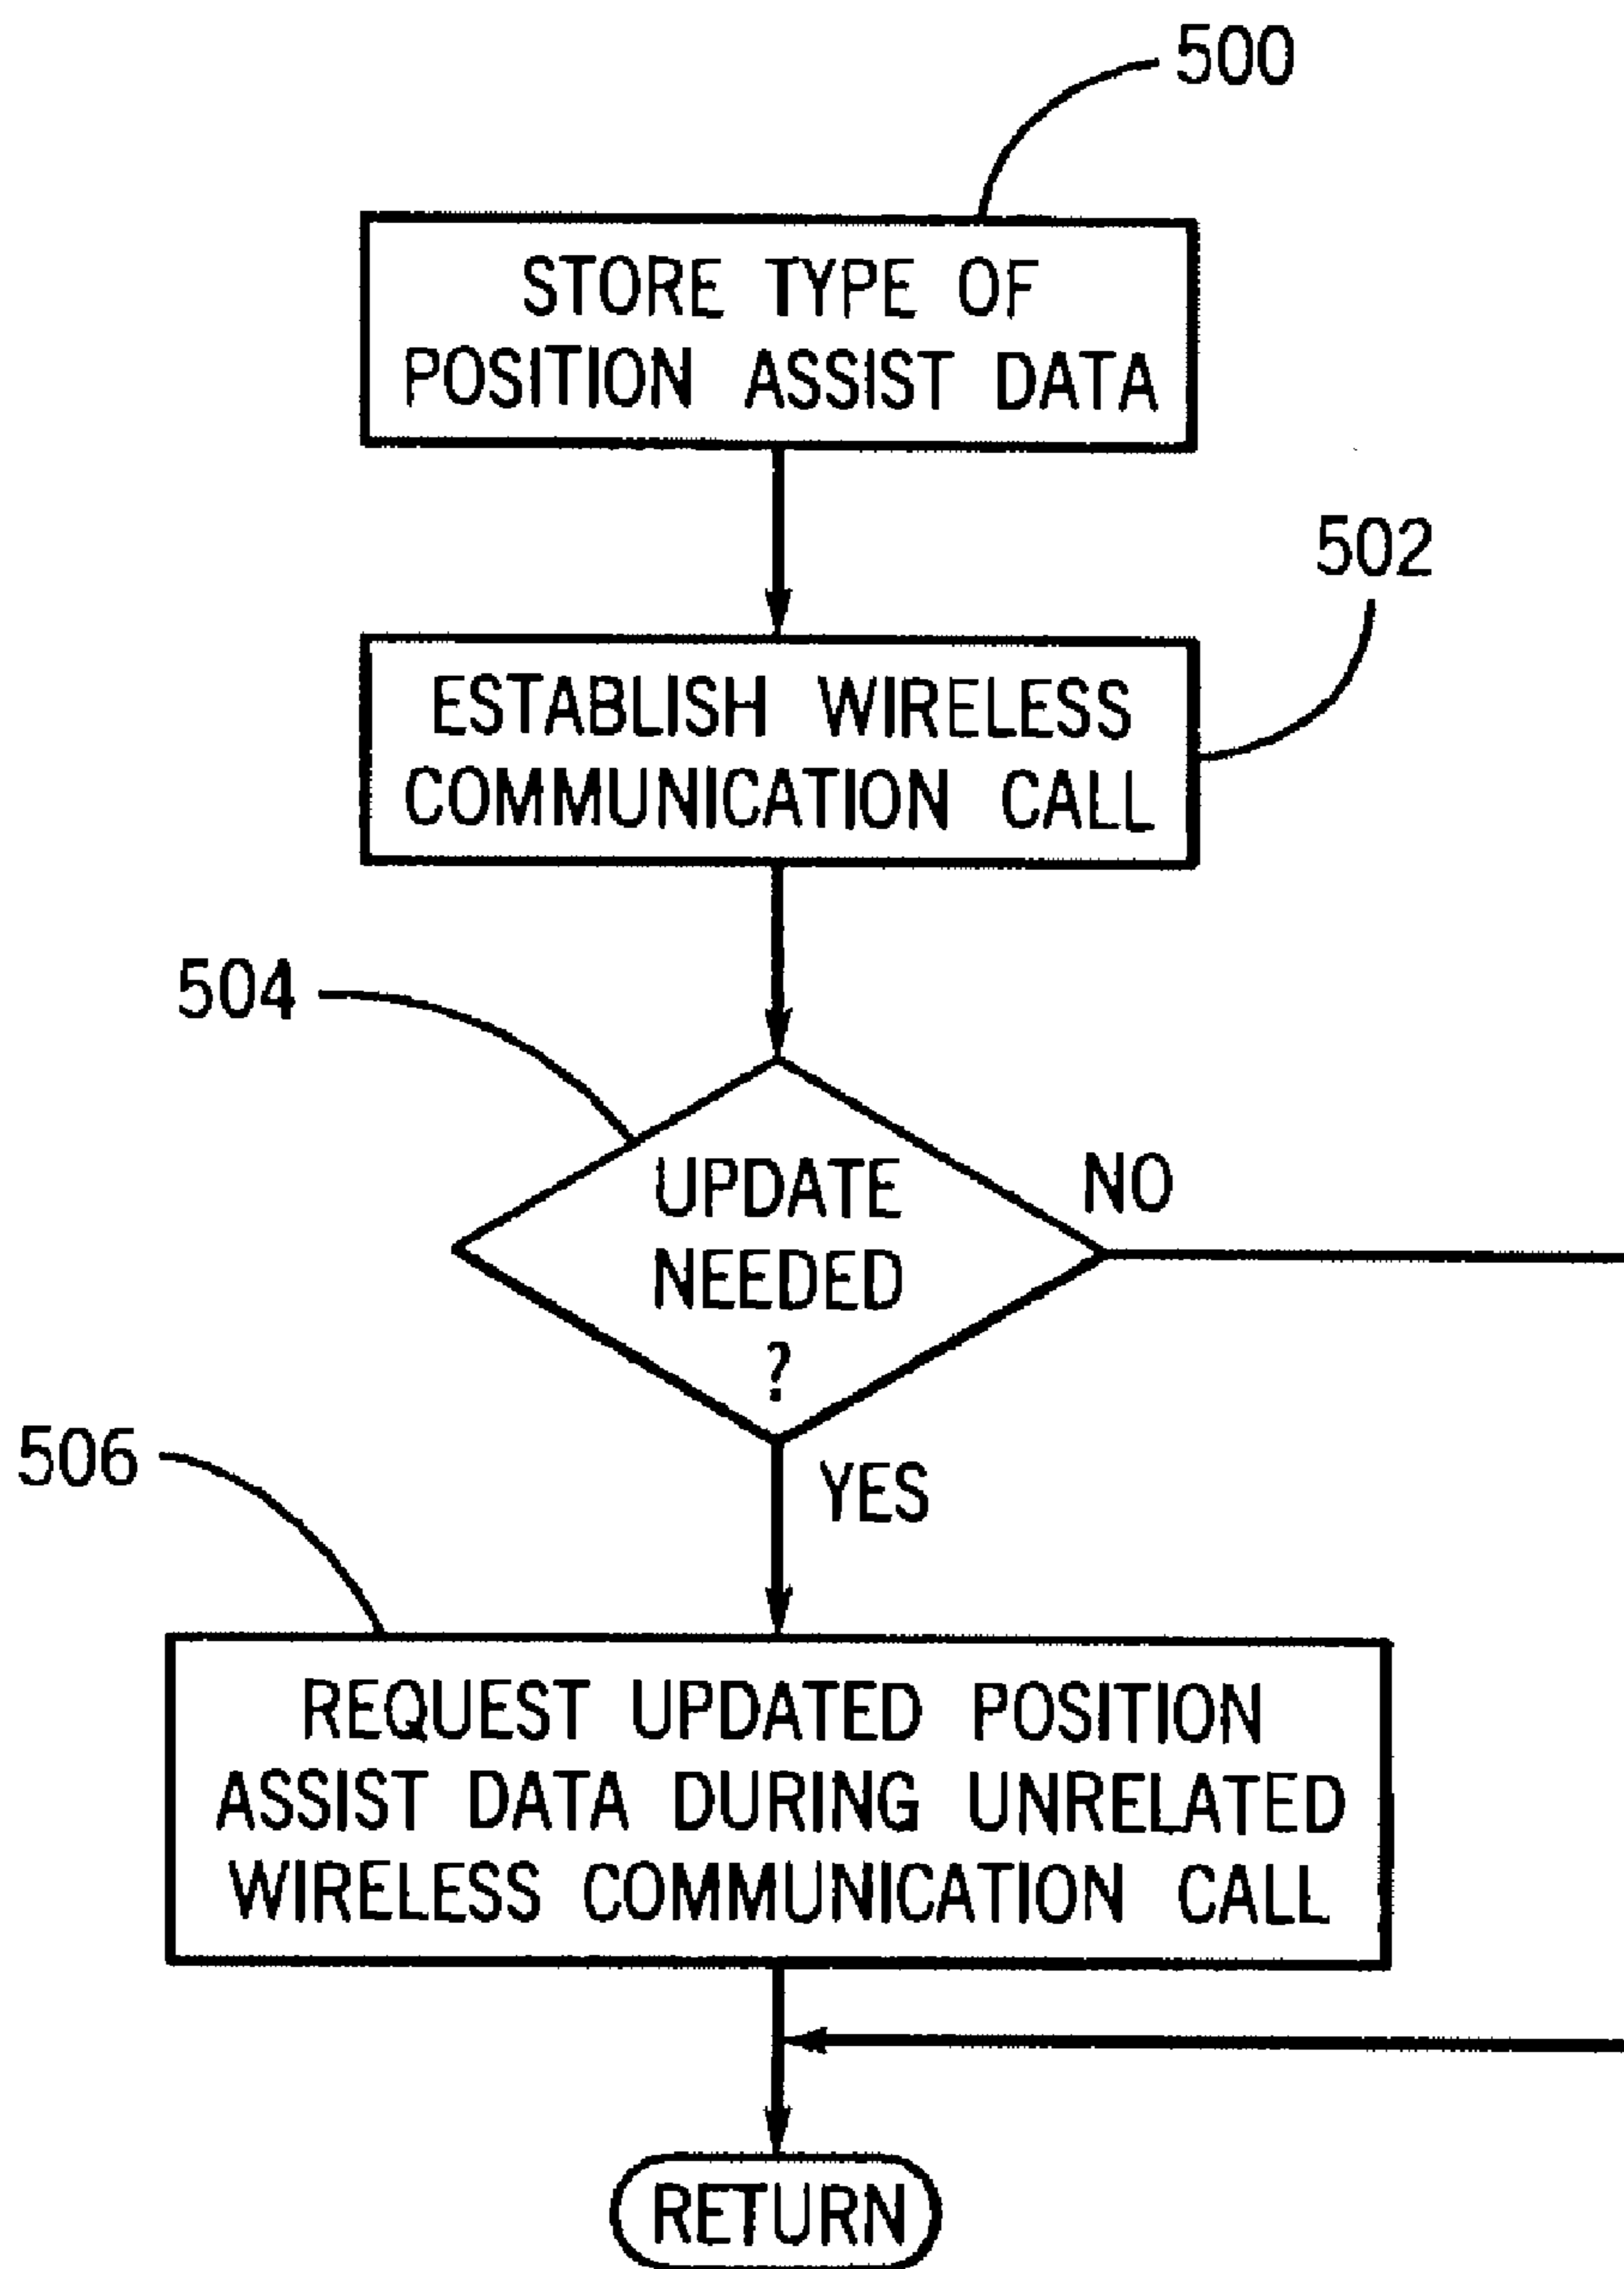 500
STORE TYPE OF
POSITION ASSIST DATA
502
ESTABLISH WIRELESS
COMMUNICATION CALL
504
UPDATE
NEEDED
?
NO
YES
506
REQUEST UPDATED POSITION
ASSIST DATA DURING UNRELATED
WIRELESS COMMUNICATION CALL
RETURN